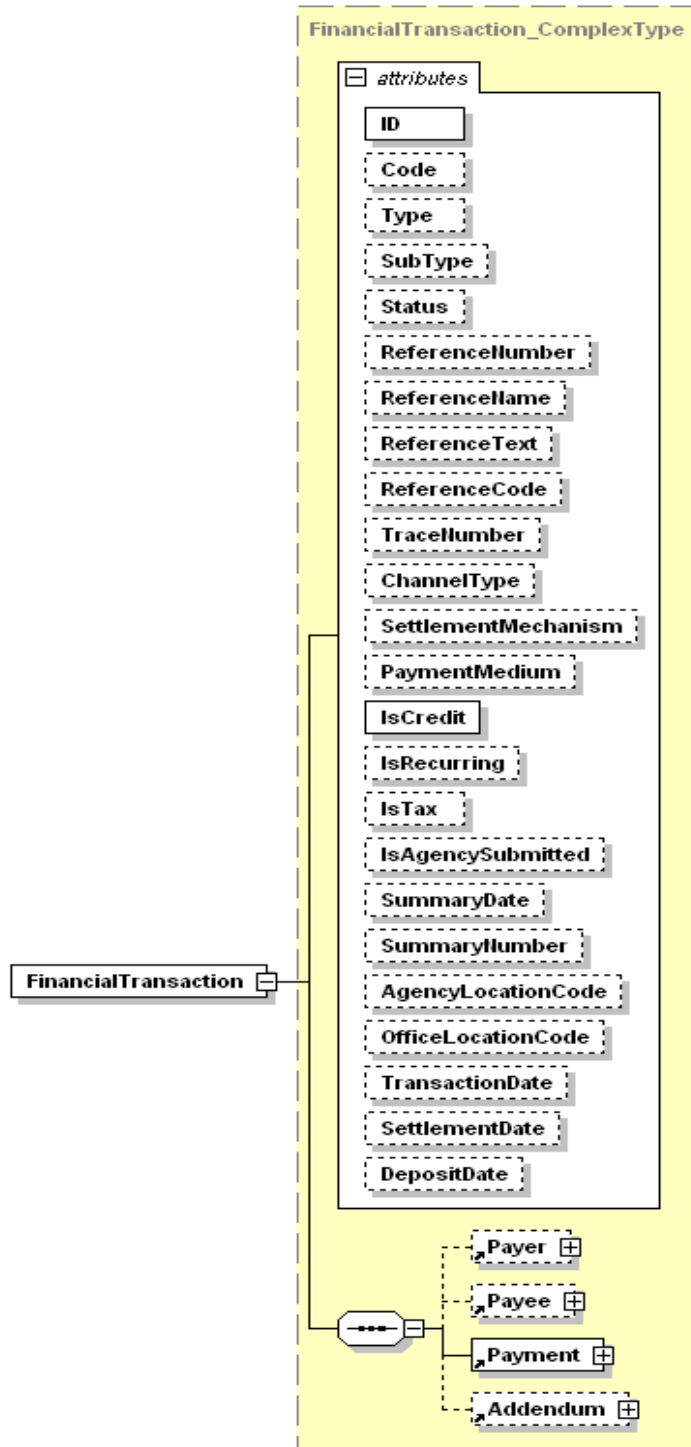 FinancialTransaction_ComplexType
attributes
ID
Code
Type
SubType
Status
ReferenceNumber
ReferenceName
ReferenceText
ReferenceCode
TraceNumber
ChannelType
SettlementMechanism
PaymentMedium
IsCredit
IsRecurring
IsTax
IsAgencySubmitted
SummaryDate
SummaryNumber
AgencyLocationCode
OfficeLocationCode
TransactionDate
SettlementDate
DepositDate
FinancialTransaction
Payer
Payee
Payment
Addendum